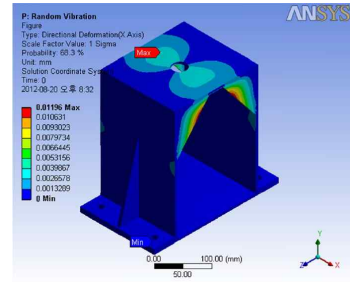 P: Random Vibration
Figure
Type: Directional Deformation(X Axis)
Scale Factor Value: 1 Sigma
Probability: 68.3 %
Unit: mm
Solution Coordinate Sys
Time: 0
2012-08-20 오후 8:32
ANSYS
Max
0.01196 Max
0.010631
0.0093023
0.0079734
0.0066445
0.0053156
0.0039867
0.0026578
0.0013289
0 Min
Min
0.00
100.00 (mm)
50.00
Y
Z
X